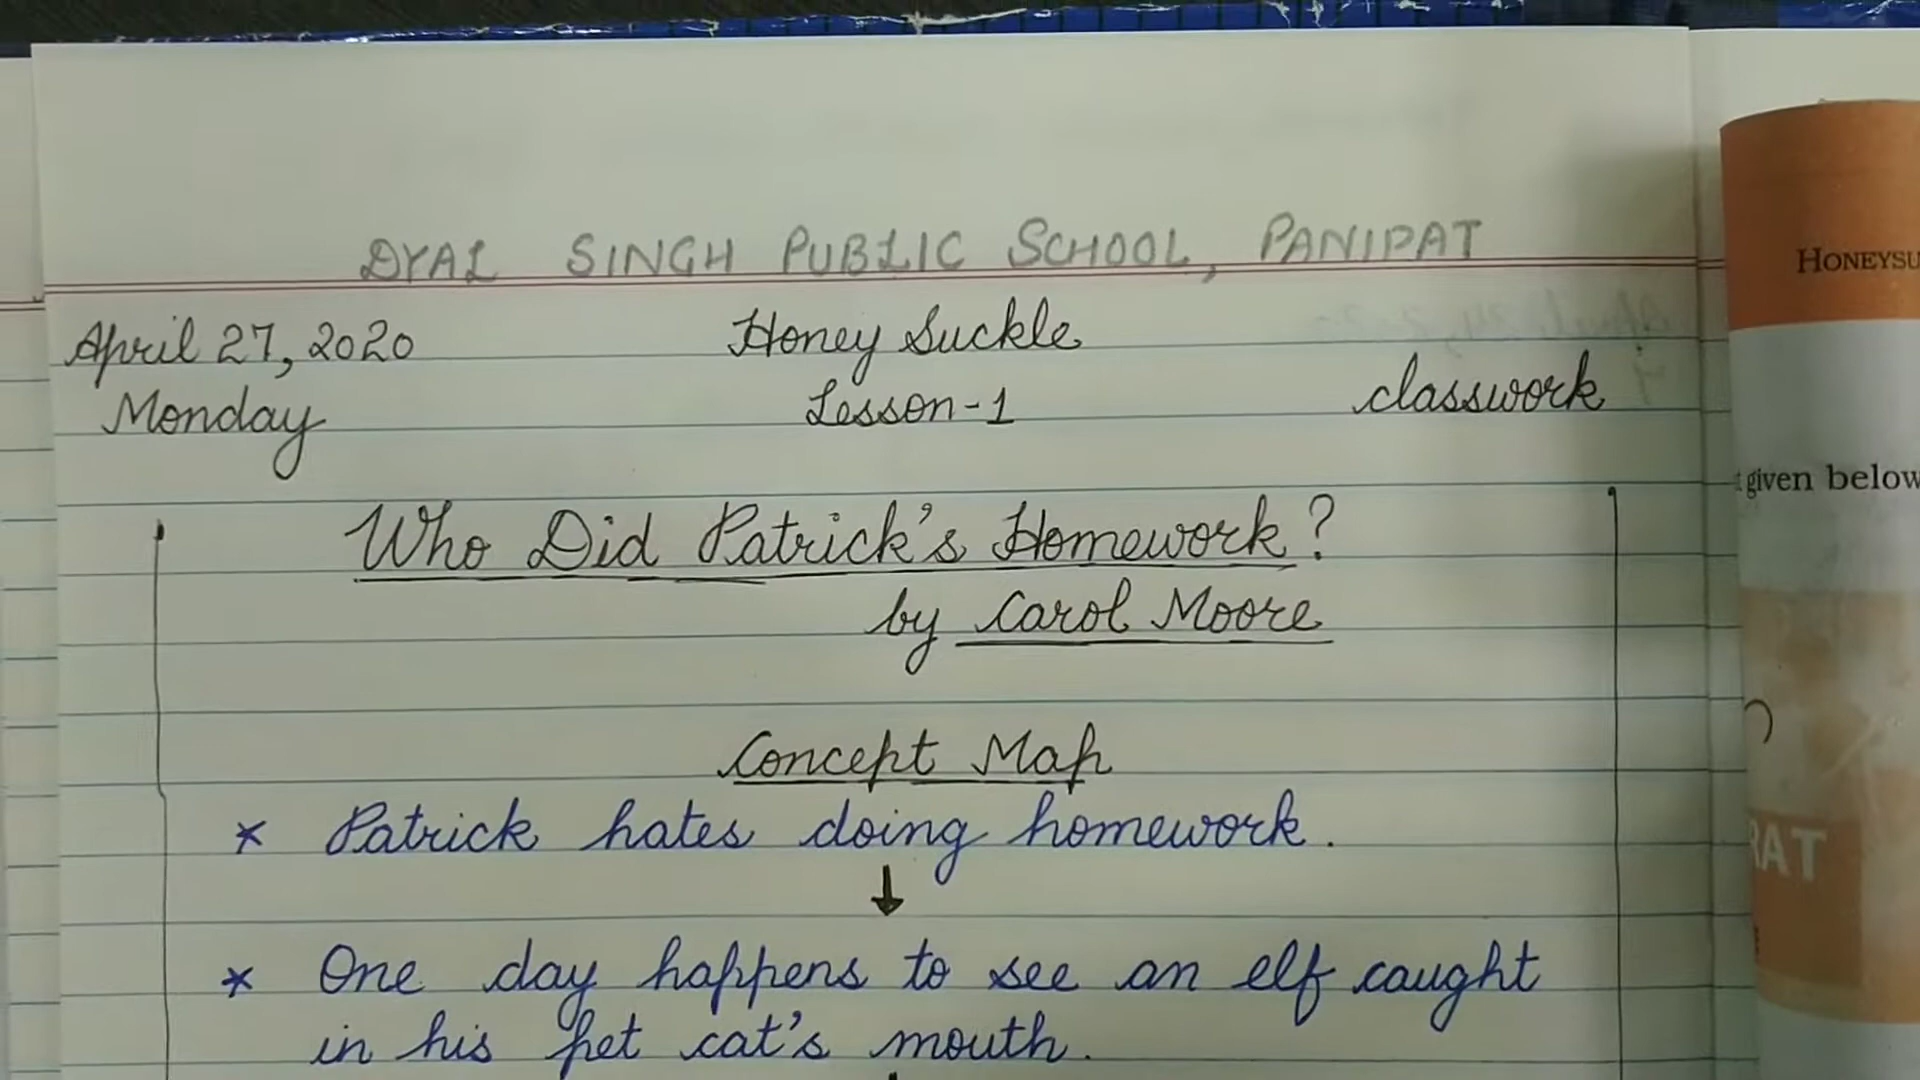 DYAL SINGH PUBLIC SCHOOL, PANIPAT
April 27, 2020
Honey Suckle
Monday
Lesson-1
classwork
Who Did Patrick's Homework?
by Carol Moore
Concept Map
* Patrick hates doing homework.
↓
* One day happens to see an elf caught
in his pet cat's mouth.
HONEYSU
given below
RAT